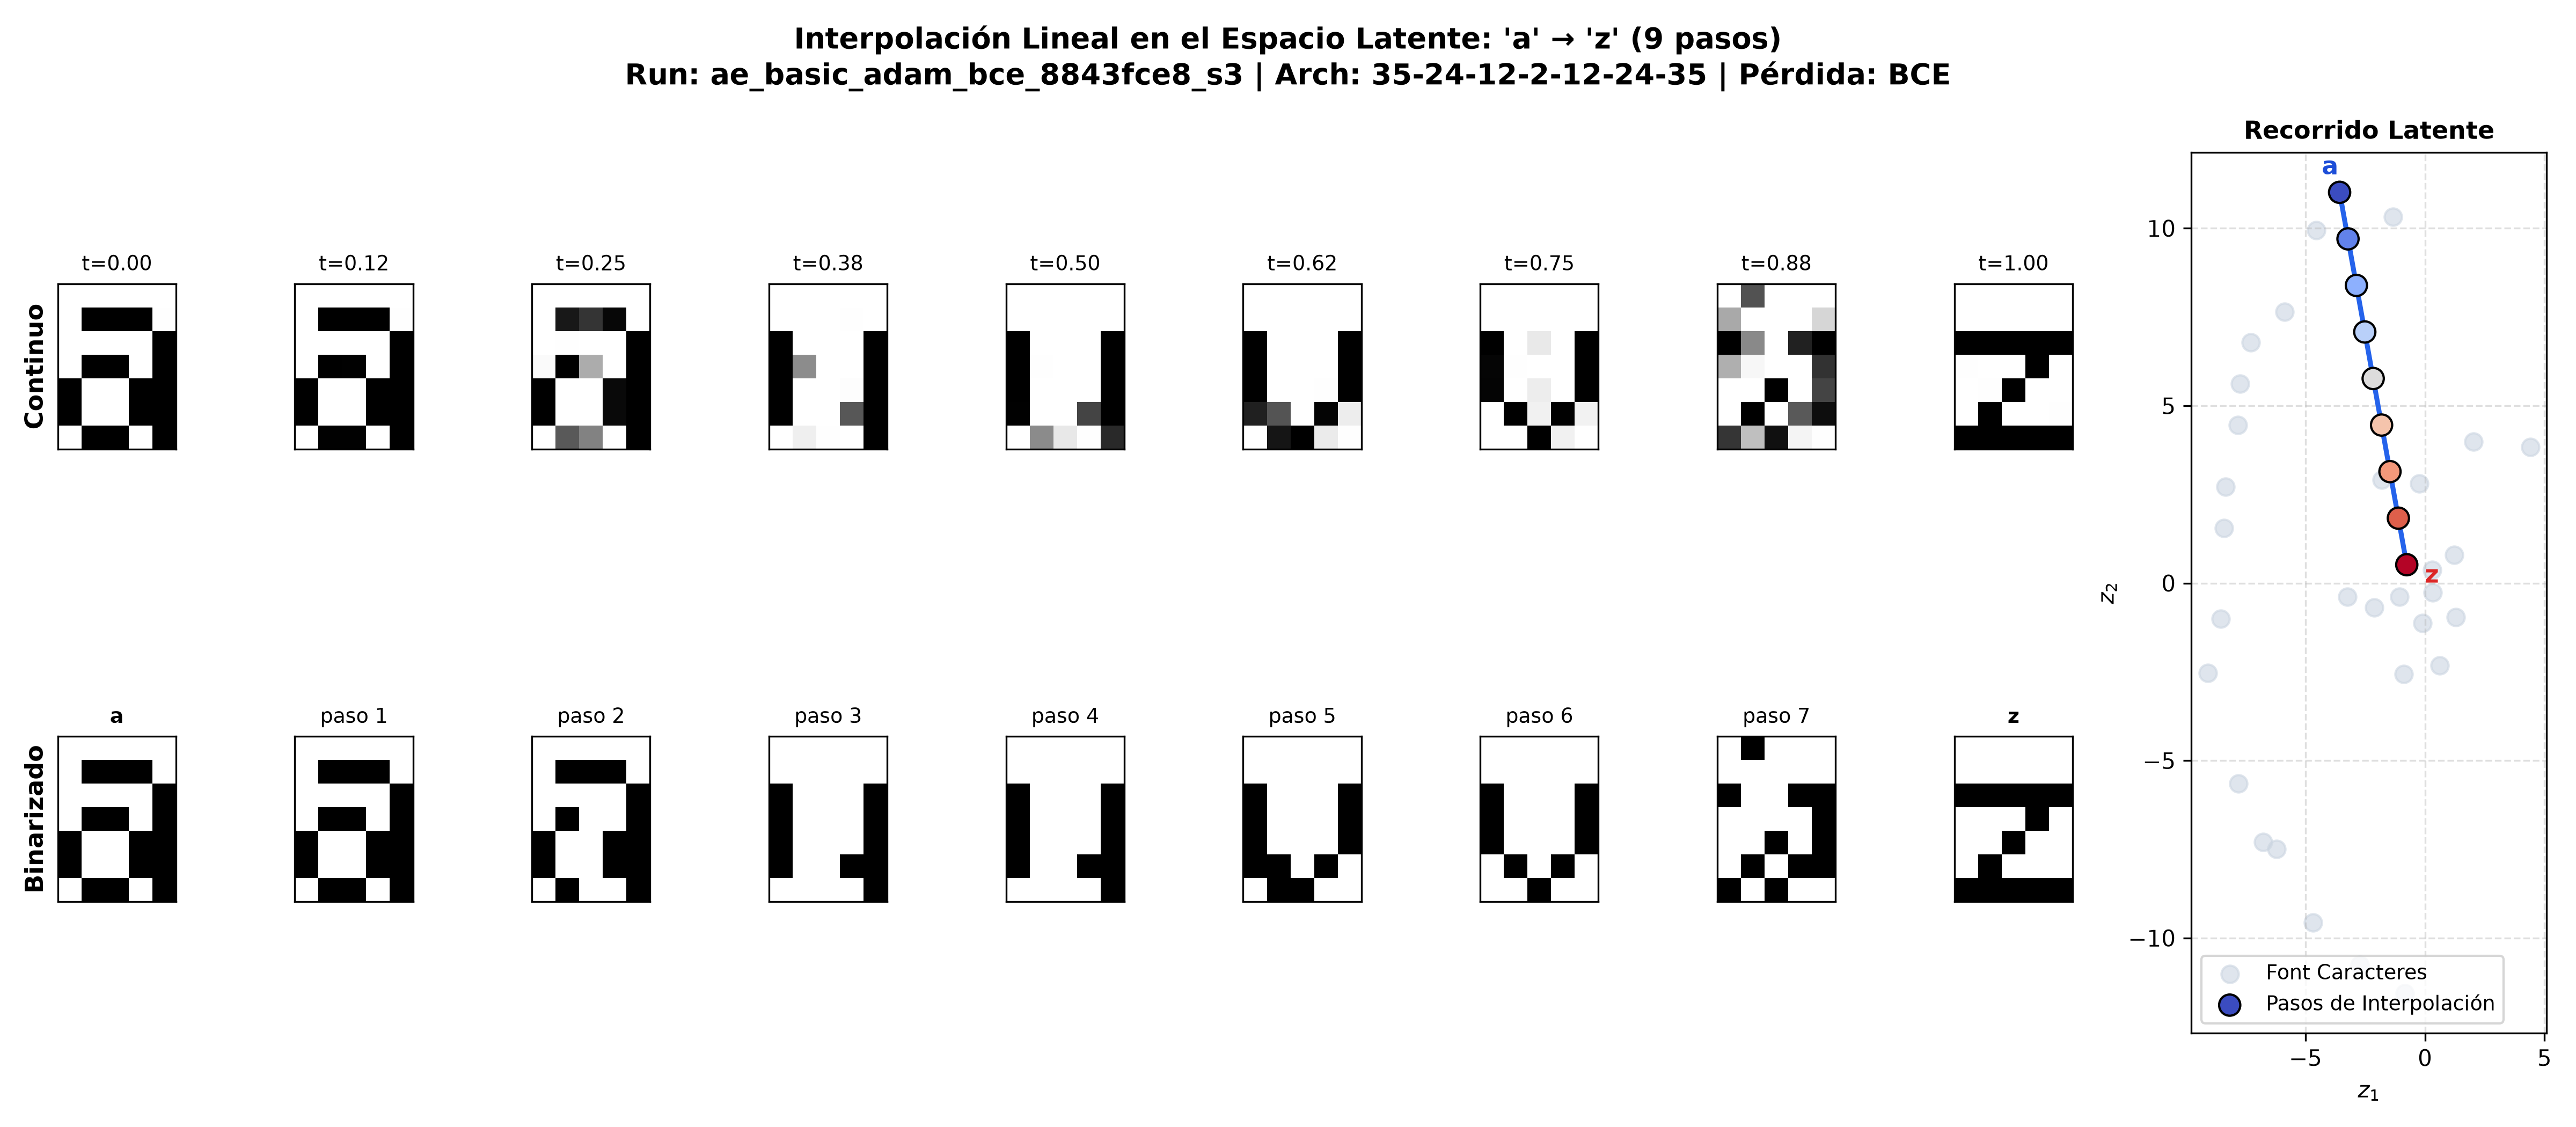 Interpolación Lineal en el Espacio Latente: 'a' → 'z' (9 pasos)
Run: ae_basic_adam_bce_8843fce8_s3 | Arch: 35-24-12-2-12-24-35 | Pérdida: BCE
Continuo
t=0.00
t=0.12
t=0.25
t=0.38
t=0.50
t=0.62
t=0.75
t=0.88
t=1.00
Binarizado
a
paso 1
paso 2
paso 3
paso 4
paso 5
paso 6
paso 7
z
Recorrido Latente
a
z
10
5
0
−5
−10
z₂
Font Caracteres
Pasos de Interpolación
−5
0
5
z₁